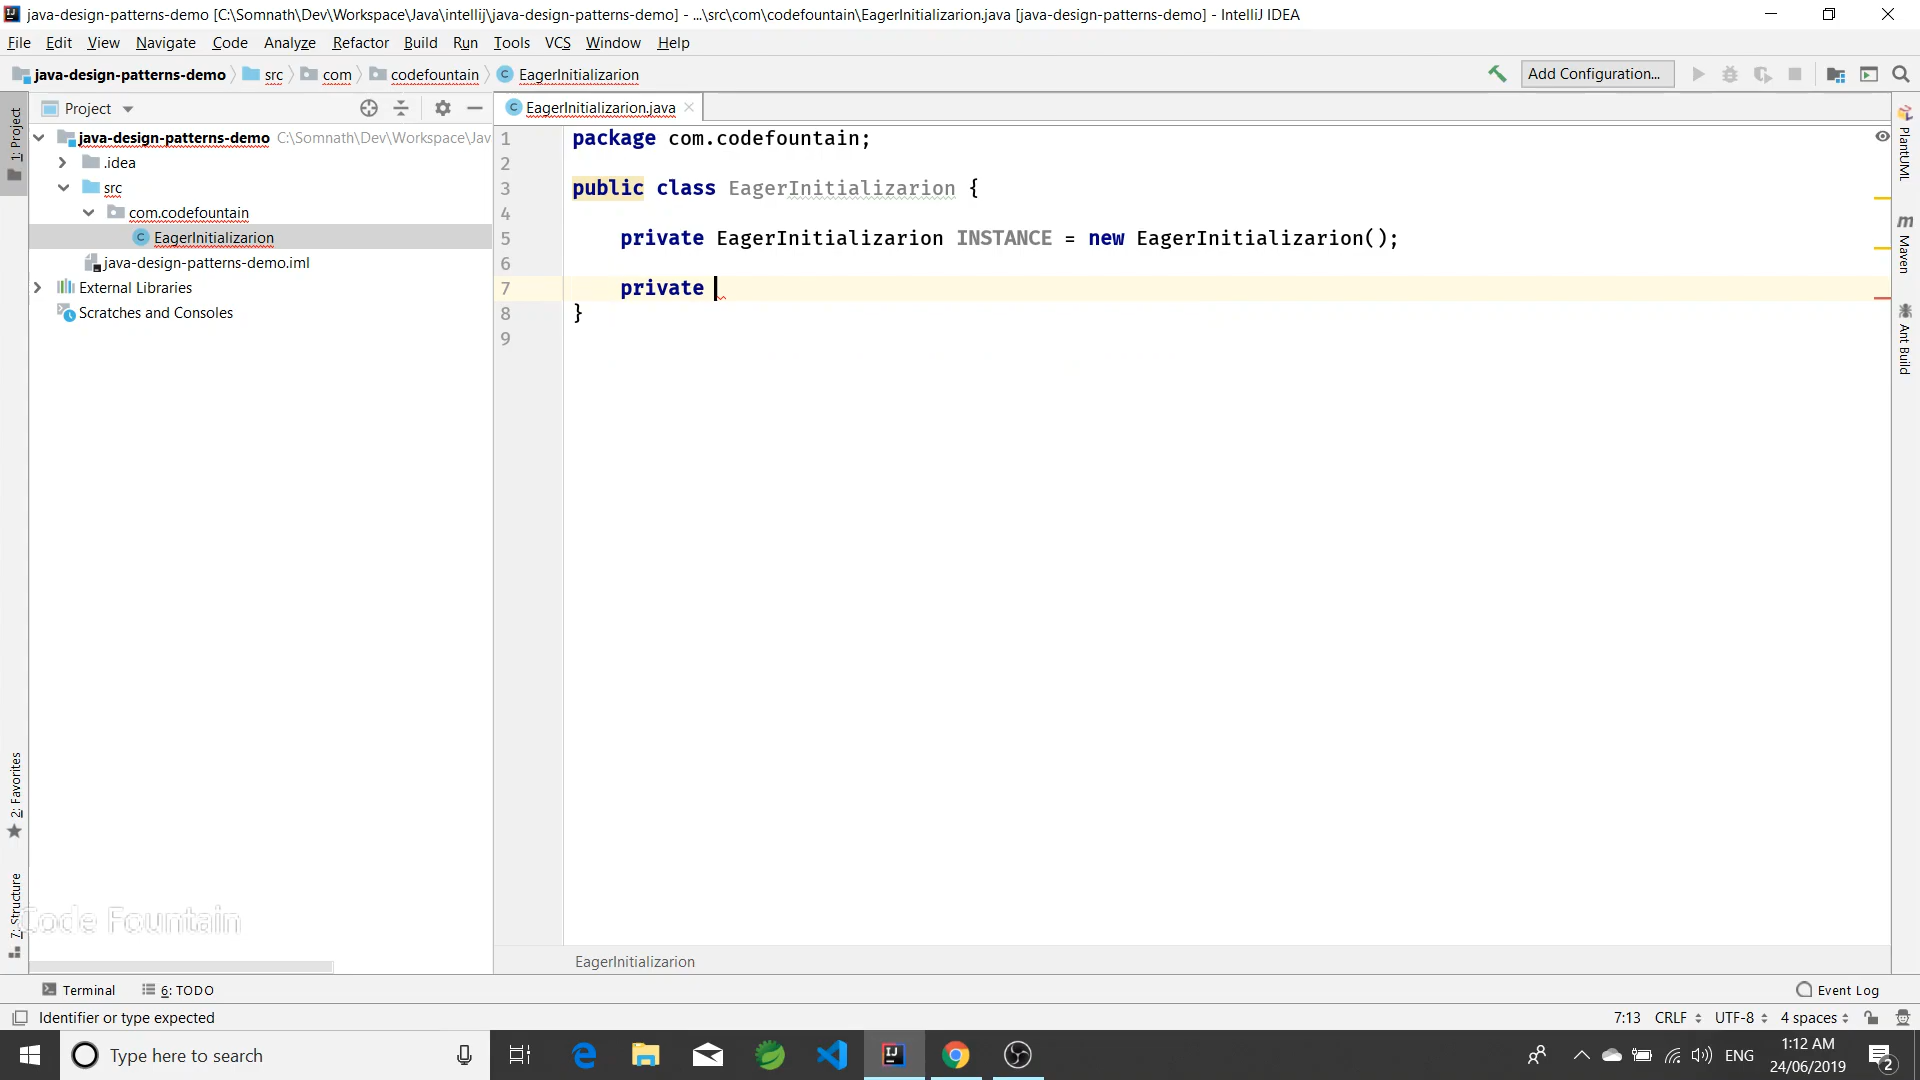 java-design-patterns-demo [C:\Somnath\Dev\Workspace\Java\intellij\java-design-patterns-demo] - ...\src\com\codefountain\EagerInitializarion.java [java-design-patterns-demo] - IntelliJ IDEA
File Edit View Navigate Code Analyze Refactor Build Run Tools VCS Window Help
java-design-patterns-demo src com codefountain C EagerInitializarion Add Configuration...
Project
C EagerInitializarion.java
1: Project
java-design-patterns-demo C:\Somnath\Dev\Workspace\Jav
.idea
src
com.codefountain
C EagerInitializarion
java-design-patterns-demo.iml
External Libraries
Scratches and Consoles
1 package com.codefountain;
2
3 public class EagerInitializarion {
4
5 private EagerInitializarion INSTANCE = new EagerInitializarion();
6
7 private
8 }
9
PlantUML
m Maven
Ant Build
2: Favorites
7: Structure
Code Fountain
EagerInitializarion
Terminal 6: TODO Event Log
Identifier or type expected 7:13 CRLF UTF-8 4 spaces
Type here to search ENG 1:12 AM
24/06/2019 2